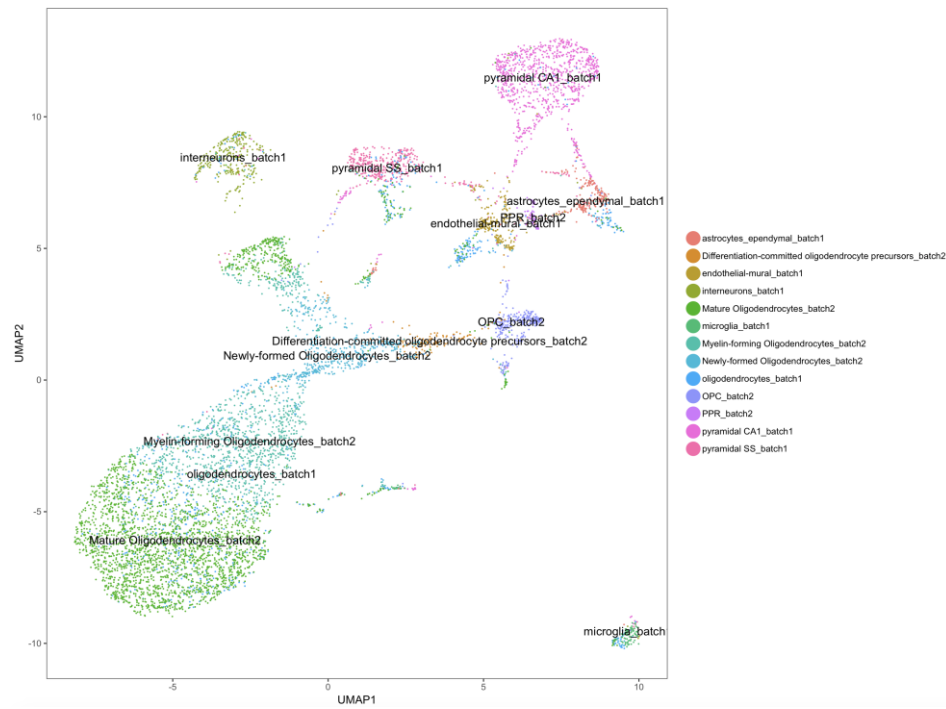 pyramidal CA1_batch1
10
interneurons_batch1
pyramidal SS_batch1
astrocytes_ependymal_batch1
PPR_batch2
endothelial-mural_batch1
5
OPC_batch2
Differentiation-committed oligodendrocyte precursors_batch2
Newly-formed Oligodendrocytes_batch2
UMAP2
0
Myelin-forming Oligodendrocytes_batch2
oligodendrocytes_batch1
-5
Mature Oligodendrocytes_batch2
microglia_batch
-10
-5
0
5
10
UMAP1
astrocytes_ependymal_batch1
Differentiation-committed oligodendrocyte precursors_batch2
endothelial-mural_batch1
interneurons_batch1
Mature Oligodendrocytes_batch2
microglia_batch1
Myelin-forming Oligodendrocytes_batch2
Newly-formed Oligodendrocytes_batch2
oligodendrocytes_batch1
OPC_batch2
PPR_batch2
pyramidal CA1_batch1
pyramidal SS_batch1